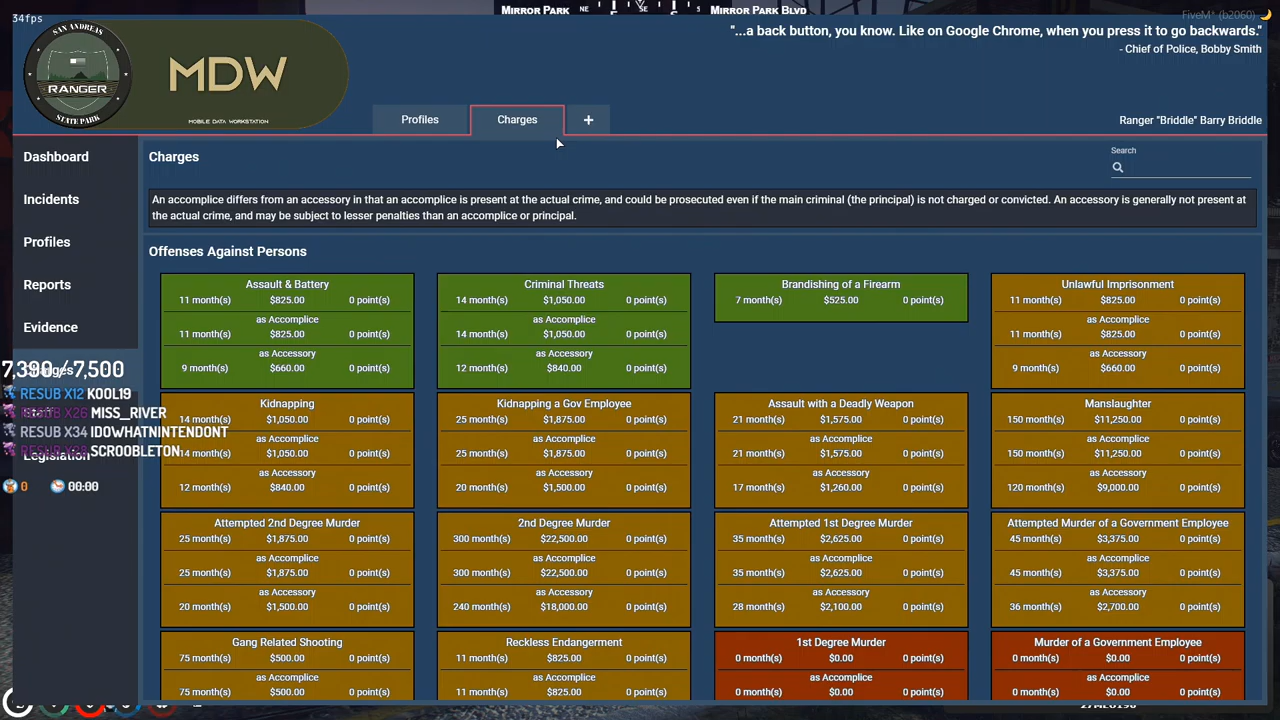 34fps
MIRROR PARK NE SE MIRROR PARK BLVD
FiveM* (b2060)
SAN ANDREAS
RANGER
STATE PARK
MDW
MOBILE DATA WORKSTATION
"...a back button, you know. Like on Google Chrome, when you press it to go backwards."
- Chief of Police, Bobby Smith
Profiles Charges +
Ranger "Briddle" Barry Briddle
Dashboard
Incidents
Profiles
Reports
Evidence
Charges
7,390/7,500
RESUB X12 KOOL19
RESUB X26 MISS_RIVER
RESUB X34 IDOWHATNINTENDONT
SCROOBLETON
Legislation
0 00:00
Charges
Search
An accomplice differs from an accessory in that an accomplice is present at the actual crime, and could be prosecuted even if the main criminal (the principal) is not charged or convicted. An accessory is generally not present at
the actual crime, and may be subject to lesser penalties than an accomplice or principal.
Offenses Against Persons
Assault & Battery
11 month(s) $825.00 0 point(s)
as Accomplice
11 month(s) $825.00 0 point(s)
as Accessory
9 month(s) $660.00 0 point(s)
Criminal Threats
14 month(s) $1,050.00 0 point(s)
as Accomplice
14 month(s) $1,050.00 0 point(s)
as Accessory
12 month(s) $840.00 0 point(s)
Brandishing of a Firearm
7 month(s) $525.00 0 point(s)
Unlawful Imprisonment
11 month(s) $825.00 0 point(s)
as Accomplice
11 month(s) $825.00 0 point(s)
as Accessory
9 month(s) $660.00 0 point(s)
Kidnapping
14 month(s) $1,050.00 0 point(s)
as Accomplice
14 month(s) $1,050.00 0 point(s)
as Accessory
12 month(s) $840.00 0 point(s)
Kidnapping a Gov Employee
25 month(s) $1,875.00 0 point(s)
as Accomplice
25 month(s) $1,875.00 0 point(s)
as Accessory
20 month(s) $1,500.00 0 point(s)
Assault with a Deadly Weapon
21 month(s) $1,575.00 0 point(s)
as Accomplice
21 month(s) $1,575.00 0 point(s)
as Accessory
17 month(s) $1,260.00 0 point(s)
Manslaughter
150 month(s) $11,250.00 0 point(s)
as Accomplice
150 month(s) $11,250.00 0 point(s)
as Accessory
120 month(s) $9,000.00 0 point(s)
Attempted 2nd Degree Murder
25 month(s) $1,875.00 0 point(s)
as Accomplice
25 month(s) $1,875.00 0 point(s)
as Accessory
20 month(s) $1,500.00 0 point(s)
2nd Degree Murder
300 month(s) $22,500.00 0 point(s)
as Accomplice
300 month(s) $22,500.00 0 point(s)
as Accessory
240 month(s) $18,000.00 0 point(s)
Attempted 1st Degree Murder
35 month(s) $2,625.00 0 point(s)
as Accomplice
35 month(s) $2,625.00 0 point(s)
as Accessory
28 month(s) $2,100.00 0 point(s)
Attempted Murder of a Government Employee
45 month(s) $3,375.00 0 point(s)
as Accomplice
45 month(s) $3,375.00 0 point(s)
as Accessory
36 month(s) $2,700.00 0 point(s)
Gang Related Shooting
75 month(s) $500.00 0 point(s)
as Accomplice
75 month(s) $500.00 0 point(s)
Reckless Endangerment
11 month(s) $825.00 0 point(s)
as Accomplice
11 month(s) $825.00 0 point(s)
1st Degree Murder
0 month(s) $0.00 0 point(s)
as Accomplice
0 month(s) $0.00 0 point(s)
Murder of a Government Employee
0 month(s) $0.00 0 point(s)
as Accomplice
0 month(s) $0.00 0 point(s)